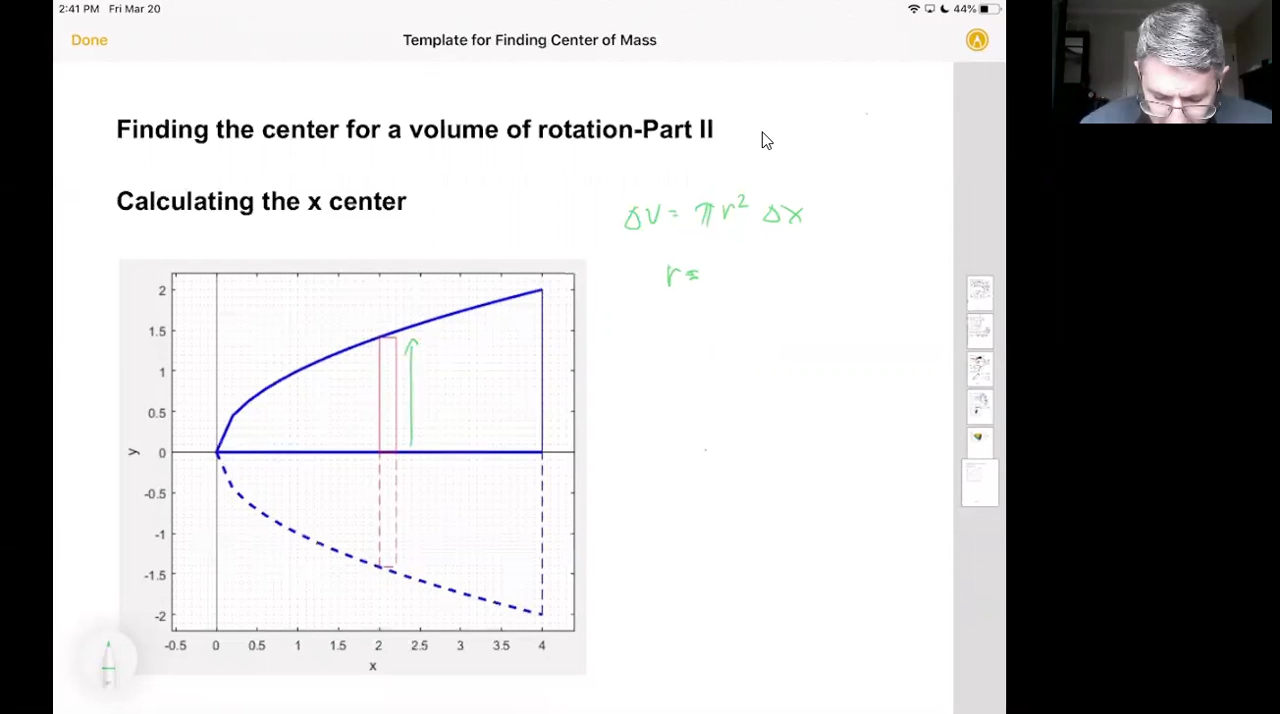 2:41 PM Fri Mar 20
44%
Done
Template for Finding Center of Mass
Finding the center for a volume of rotation-Part II
Calculating the x center
ΔV = πr² Δx
r =
2
1.5
1
0.5
0
-0.5
-1
-1.5
-2
y
-0.5 0 0.5 1 1.5 2 2.5 3 3.5 4
x